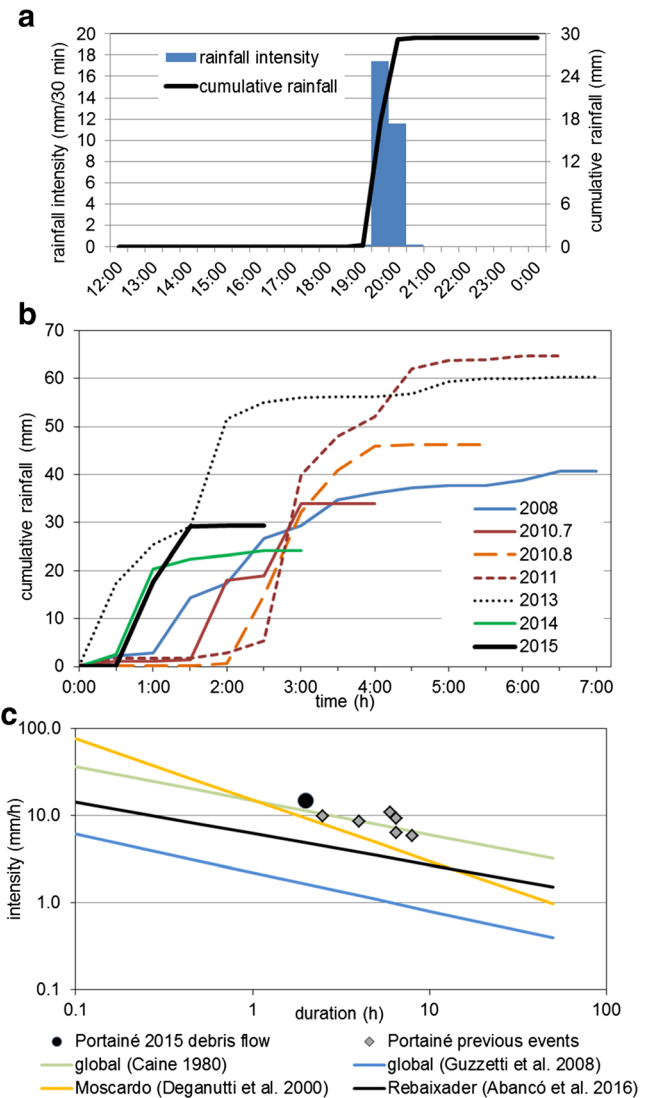 a
20 30
18
rainfall intensity
16 24
cumulative rainfall
14
12 18
10
8 12
6
4 6
2
0 0
rainfall intensity (mm/30 min)
cumulative rainfall (mm)
12:00 13:00 14:00 15:00 16:00 17:00 18:00 19:00 20:00 21:00 22:00 23:00 0:00
b
70
60
50
40
30
20
10
0
cumulative rainfall (mm)
2008
2010.7
2010.8
2011
2013
2014
2015
0:00 1:00 2:00 3:00 4:00 5:00 6:00 7:00
time (h)
c
100.0
10.0
1.0
0.1
intensity (mm/h)
0.1 1 10 100
duration (h)
Portainé 2015 debris flow Portainé previous events
global (Caine 1980) global (Guzzetti et al. 2008)
Moscardo (Deganutti et al. 2000) Rebaixader (Abancó et al. 2016)